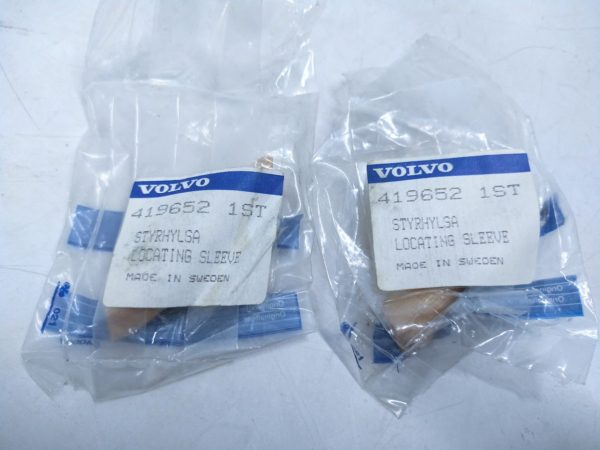 VOLVO
419652 1ST
STYRHYLSA
LOCATING SLEEVE
MADE IN SWEDEN
VOLVO
419652 1ST
STYRHYLSA
LOCATING SLEEVE
MADE IN SWEDEN